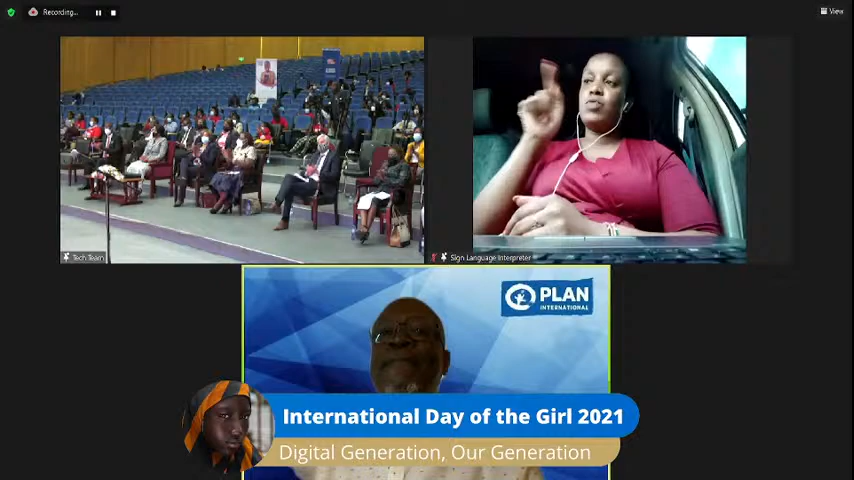 Recording...
View
Tech Team
Sign Language Interpreter
PLAN
INTERNATIONAL
International Day of the Girl 2021
Digital Generation, Our Generation